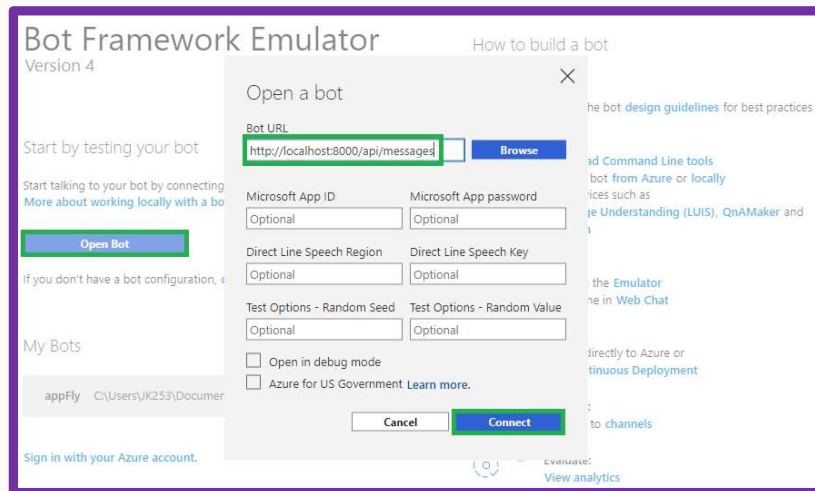 Bot Framework Emulator
Version 4
How to build a bot
Start by testing your bot
Start talking to your bot by connecting
More about working locally with a bo
Open Bot
If you don't have a bot configuration,
My Bots
appFly C:\Users\JK253\Documen
Sign in with your Azure account.
Open a bot
Bot URL
http://localhost:8000/api/messages
Browse
Microsoft App ID Microsoft App password
Optional Optional
Direct Line Speech Region Direct Line Speech Key
Optional Optional
Test Options - Random Seed Test Options - Random Value
Optional Optional
Open in debug mode
Azure for US Government Learn more.
Cancel Connect
he bot design guidelines for best practices
ad Command Line tools
bot from Azure or locally
ices such as
ge Understanding (LUIS), QnAMaker and
the Emulator
ne in Web Chat
directly to Azure or
tinuous Deployment
to channels
Evaluate:
View analytics